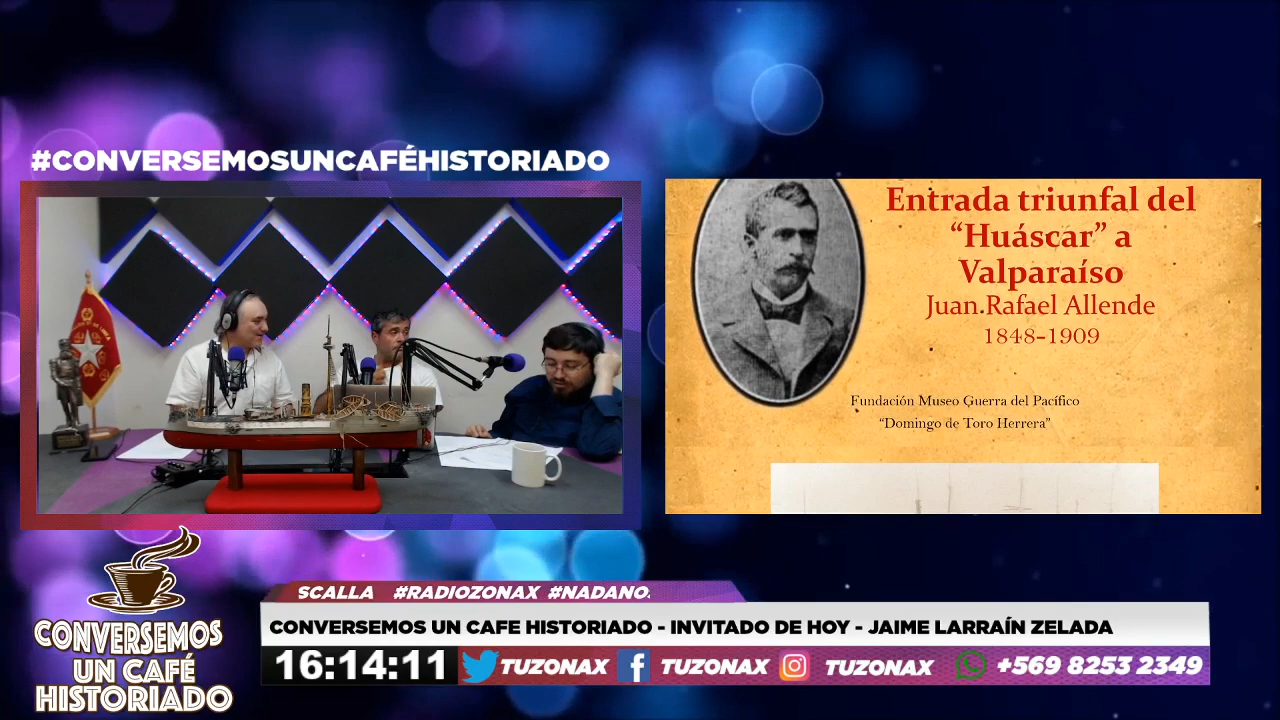 #CONVERSEMOSUNCAFÉHISTORIADO
Entrada triunfal del
“Huáscar” a
Valparaíso
Juan.Rafael Allende
1848-1909
Fundación Museo Guerra del Pacífico
“Domingo de Toro Herrera”
CONVERSEMOS
UN CAFÉ
HISTORIADO
SCALLA #RADIOZONAX #NADANO.
CONVERSEMOS UN CAFE HISTORIADO - INVITADO DE HOY - JAIME LARRAÍN ZELADA
16:14:11 TUZONAX TUZONAX TUZONAX +569 8253 2349